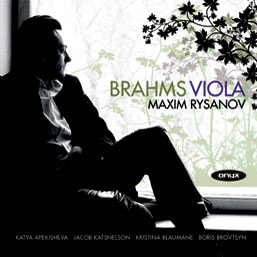 BRAHMS VIOLA
MAXIM RYSANOV
onyx
KATYA APEKISHEVA · JACOB KATSNELSON · KRISTINA BLAUMANE · BORIS BROVTSYN